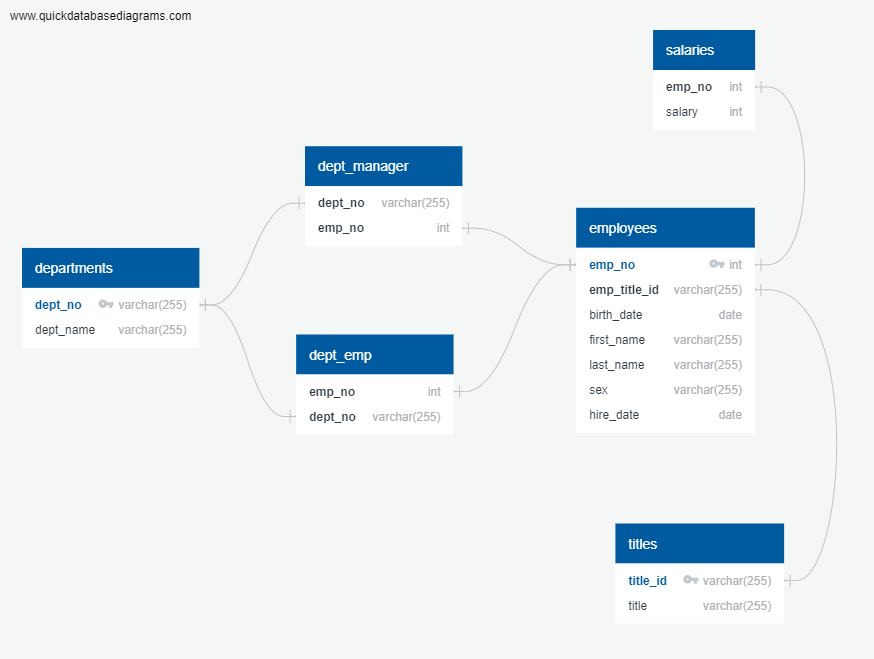 www.quickdatabasediagrams.com
salaries
emp_no int
salary int
dept_manager
dept_no varchar(255)
emp_no int
employees
emp_no int
emp_title_id varchar(255)
birth_date date
first_name varchar(255)
last_name varchar(255)
sex varchar(255)
hire_date date
departments
dept_no varchar(255)
dept_name varchar(255)
dept_emp
emp_no int
dept_no varchar(255)
titles
title_id varchar(255)
title varchar(255)